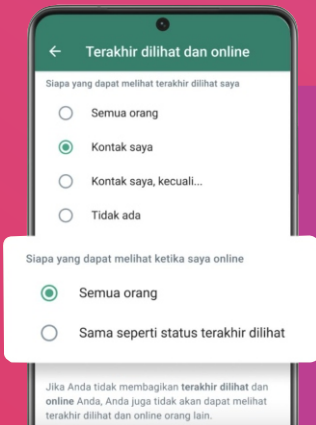 Terakhir dilihat dan online
Siapa yang dapat melihat terakhir dilihat saya
Semua orang
Kontak saya
Kontak saya, kecuali...
Tidak ada
Siapa yang dapat melihat ketika saya online
Semua orang
Sama seperti status terakhir dilihat
Jika Anda tidak membagikan terakhir dilihat dan
online Anda, Anda juga tidak akan dapat melihat
terakhir dilihat dan online orang lain.